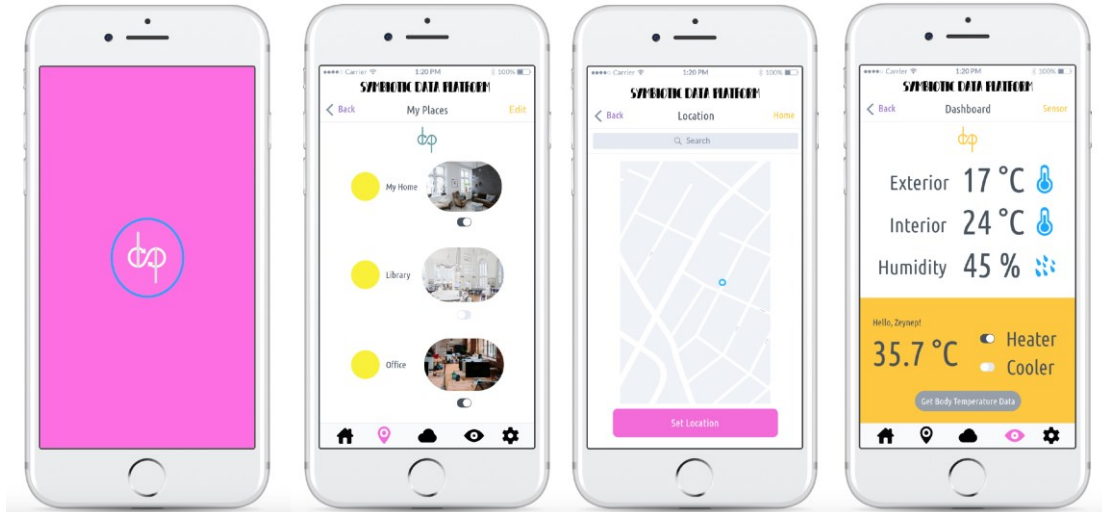 Carrier 1:20 PM 100%
SYMBIOTIC DATA PLATFORM
Back My Places Edit
My Home
Library
Office
Carrier 1:20 PM 100%
SYMBIOTIC DATA PLATFORM
Back Location Home
Search
Set Location
Carrier 1:20 PM 100%
SYMBIOTIC DATA PLATFORM
Back Dashboard Sensor
Exterior 17 °C
Interior 24 °C
Humidity 45 %
Hello, Zeynep!
35.7 °C
Heater
Cooler
Get Body Temperature Data